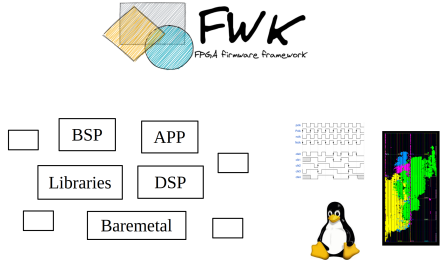 FWK
FPGA firmware framework
BSP
APP
Libraries
DSP
Baremetal